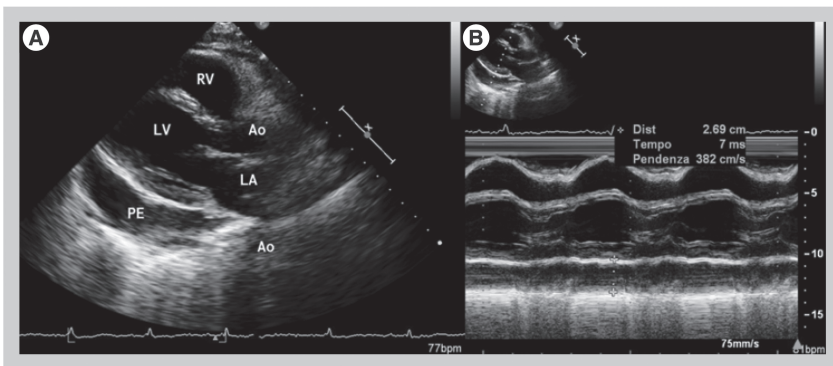 A
RV
LV
Ao
LA
PE
Ao
77bpm
B
Dist 2.69 cm
Tempo 7 ms
Pendenza 382 cm/s
0
5
10
15
75mm/s